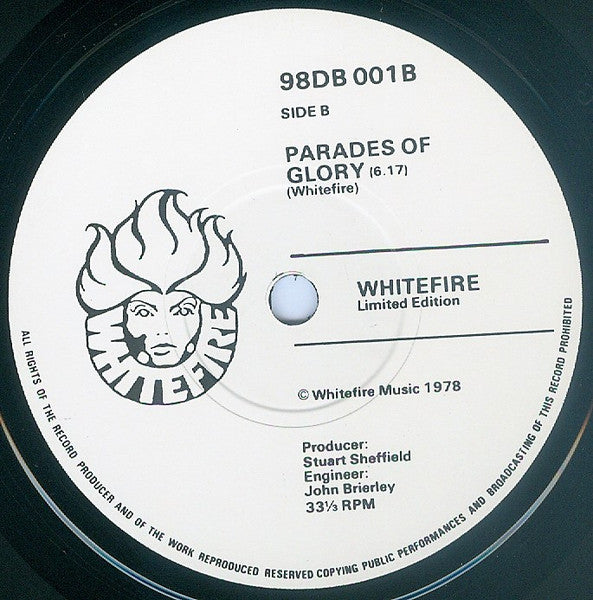 98DB 001B
SIDE B
PARADES OF
GLORY (6.17)
(Whitefire)
WHITEFIRE
WHITEFIRE
Limited Edition
© Whitefire Music 1978
Producer:
Stuart Sheffield
Engineer:
John Brierley
33⅓ RPM
ALL RIGHTS OF THE RECORD PRODUCER AND OF THE WORK REPRODUCED RESERVED COPYING PUBLIC PERFORMANCES AND BROADCASTING OF THIS RECORD PROHIBITED